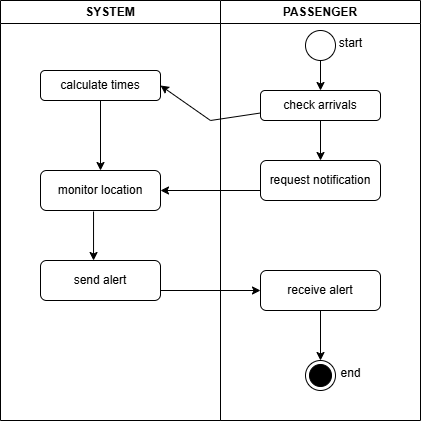 SYSTEM
PASSENGER
start
calculate times
check arrivals
monitor location
request notification
send alert
receive alert
end